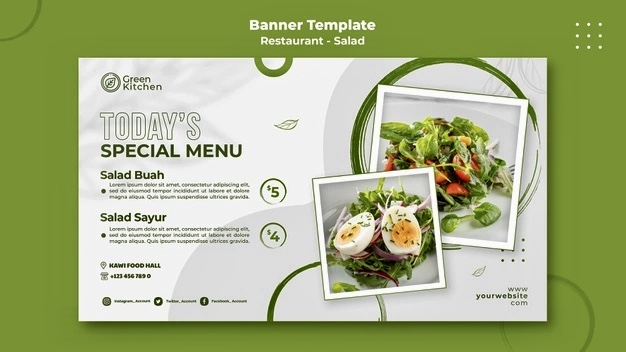 Banner Template
Restaurant - Salad
Green
Kitchen
TODAY'S
SPECIAL MENU
Salad Buah
Lorem ipsum dolor sit amet, consectetur adipiscing elit,
sed do eiusmod tempor incididunt ut labore et dolore
magna aliqua. Quis ipsum suspendisse ultrices gravida.
$5
Salad Sayur
Lorem ipsum dolor sit amet, consectetur adipiscing elit,
sed do eiusmod tempor incididunt ut labore et dolore
magna aliqua. Quis ipsum suspendisse ultrices gravida.
$4
KAWI FOOD HALL
+123 456 789 0
Instagram_Account
Twitter_Account
Facebook_Account
www
yourwebsite
com